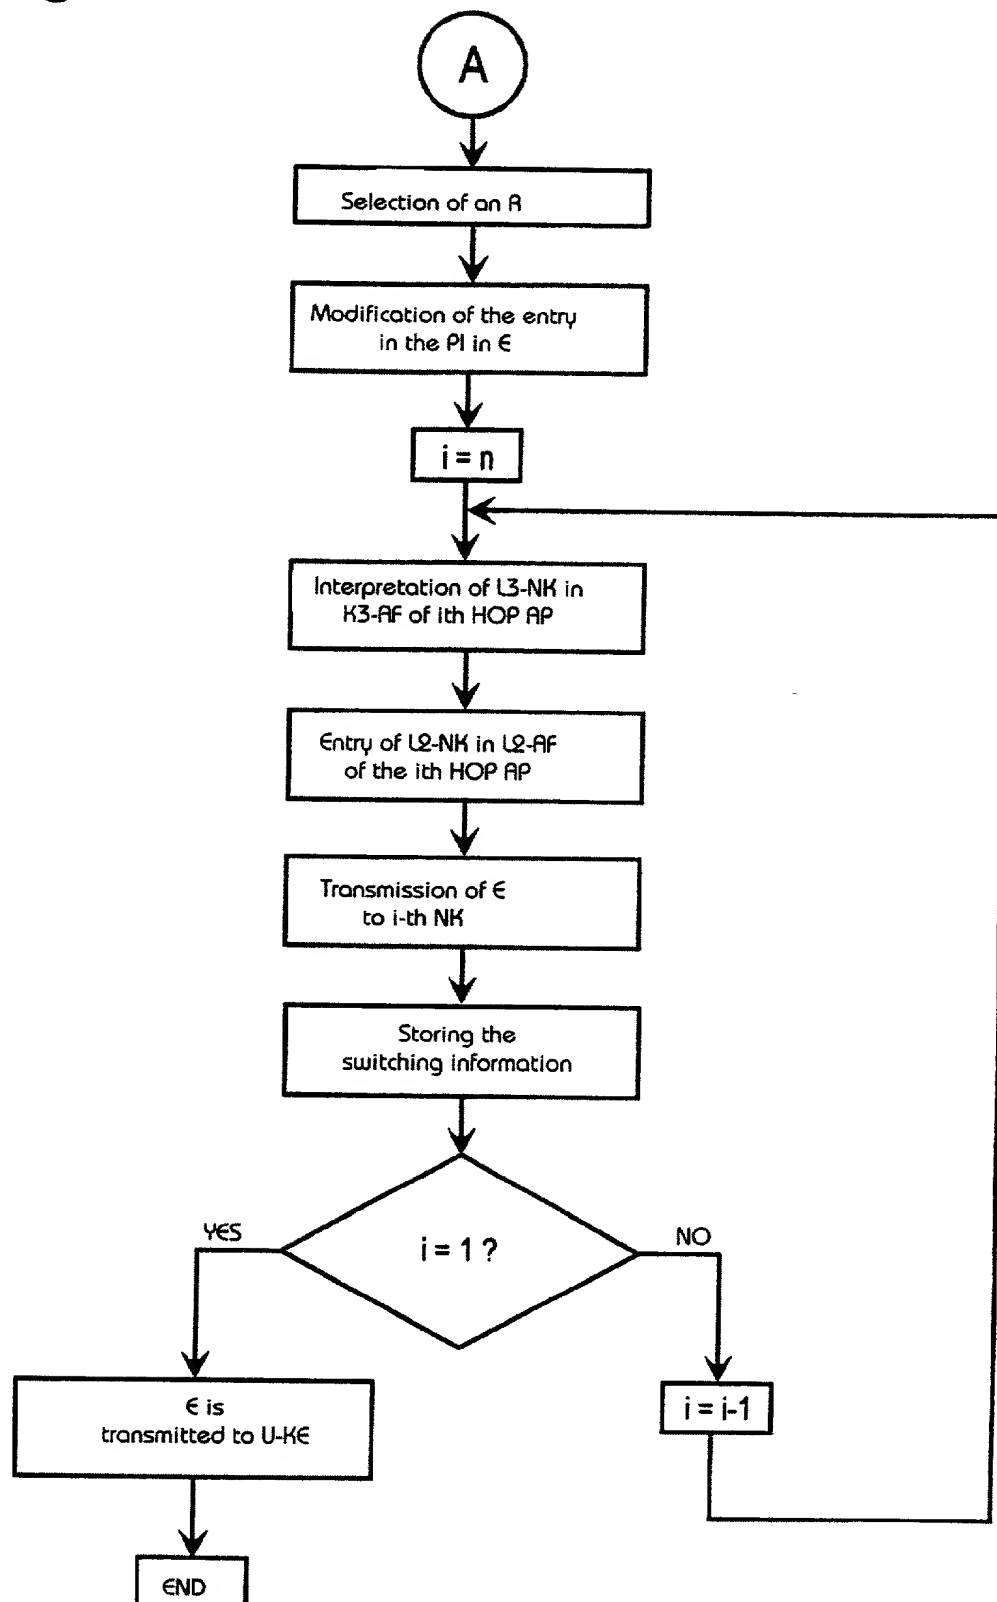 A
Selection of an R
Modification of the entry
in the PI in E
i = n
Interpretation of L3-NK in
K3-AF of ith HOP AP
Entry of L2-NK in L2-AF
of the ith HOP AP
Transmission of E
to i-th NK
Storing the
switching information
i = 1 ?
YES
NO
E is
transmitted to U-KE
i = i-1
END